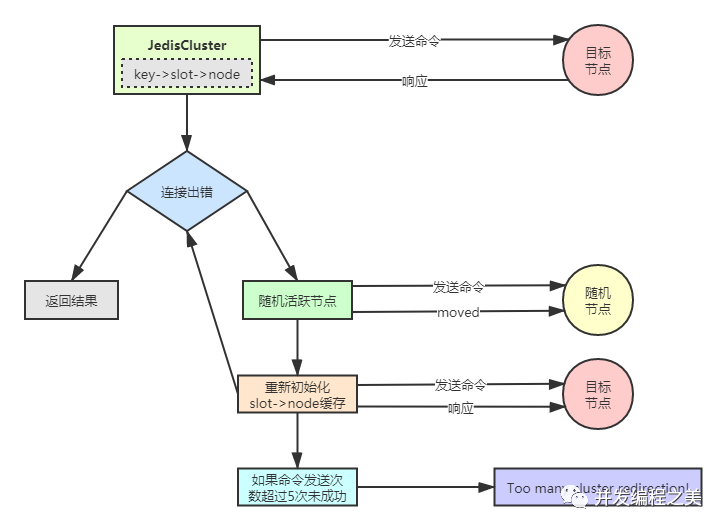 JedisCluster
key->slot->node
发送命令
响应
目标
节点
连接出错
返回结果
随机活跃节点
发送命令
moved
随机
节点
重新初始化
slot->node缓存
发送命令
响应
目标
节点
如果命令发送次
数超过5次未成功
Too many cluster redirection!
并发编程之美